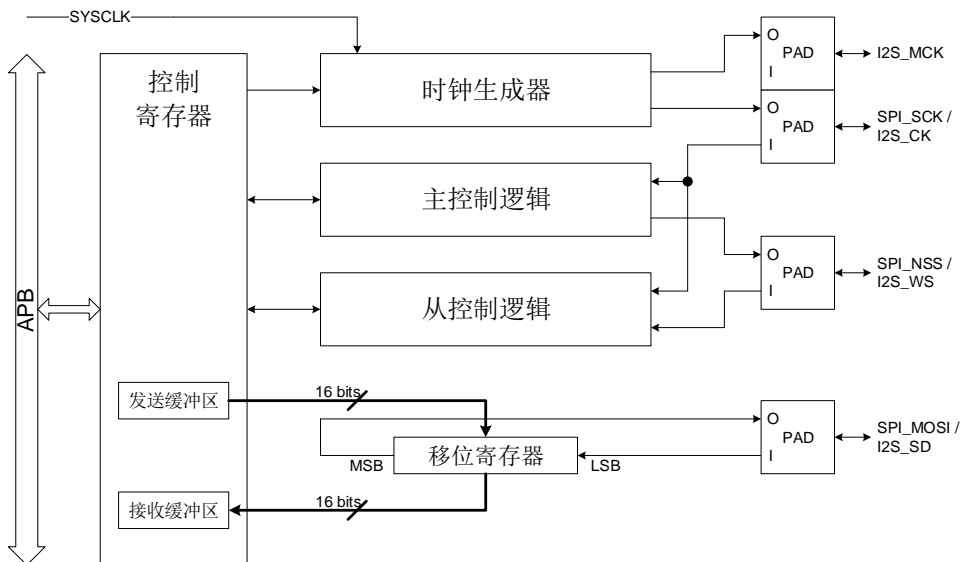 SYSCLK
控制
寄存器
时钟生成器
O
PAD
I
I2S_MCK
O
PAD
I
SPI_SCK /
I2S_CK
主控制逻辑
从控制逻辑
O
PAD
I
SPI_NSS /
I2S_WS
APB
发送缓冲区
16 bits
移位寄存器
MSB
LSB
O
PAD
I
SPI_MOSI /
I2S_SD
接收缓冲区
16 bits